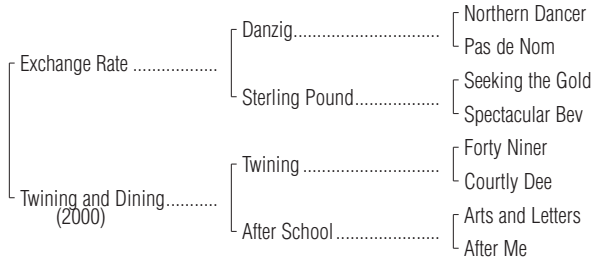 Northern Dancer
Danzig..............................
Pas de Nom
Exchange Rate .................
Seeking the Gold
Sterling Pound.................
Spectacular Bev
Forty Niner
Twining ...........................
Courtly Dee
Twining and Dining..........
(2000)
Arts and Letters
After School.....................
After Me